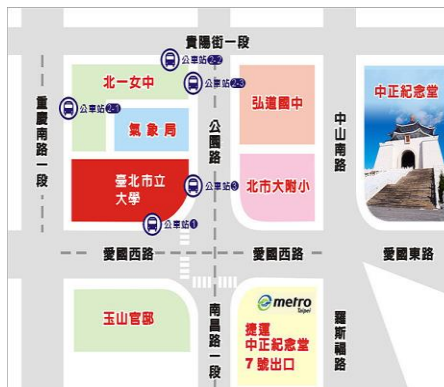 貴陽街一段
公車站2-2
北一女中
公車站2-3
弘道國中
中正紀念堂
重慶南路一段
公車站2-1
氣象局
公園路
中山南路
臺北市立
大學
公車站3
北市大附小
公車站1
愛國西路
愛國西路
愛國東路
玉山官邸
南昌路一段
metro
Taipei
捷運
中正紀念堂
7號出口
羅斯福路